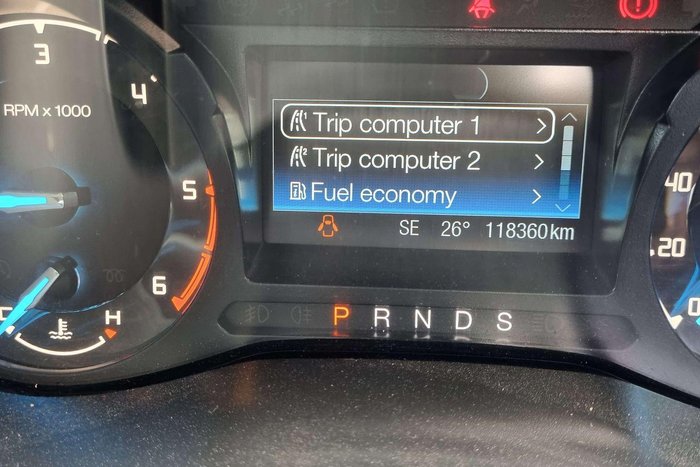 3
4
RPM x 1000
5
6
C
H
Trip computer 1
Trip computer 2
Fuel economy
SE 26° 118360km
P R N D S
40
20
0